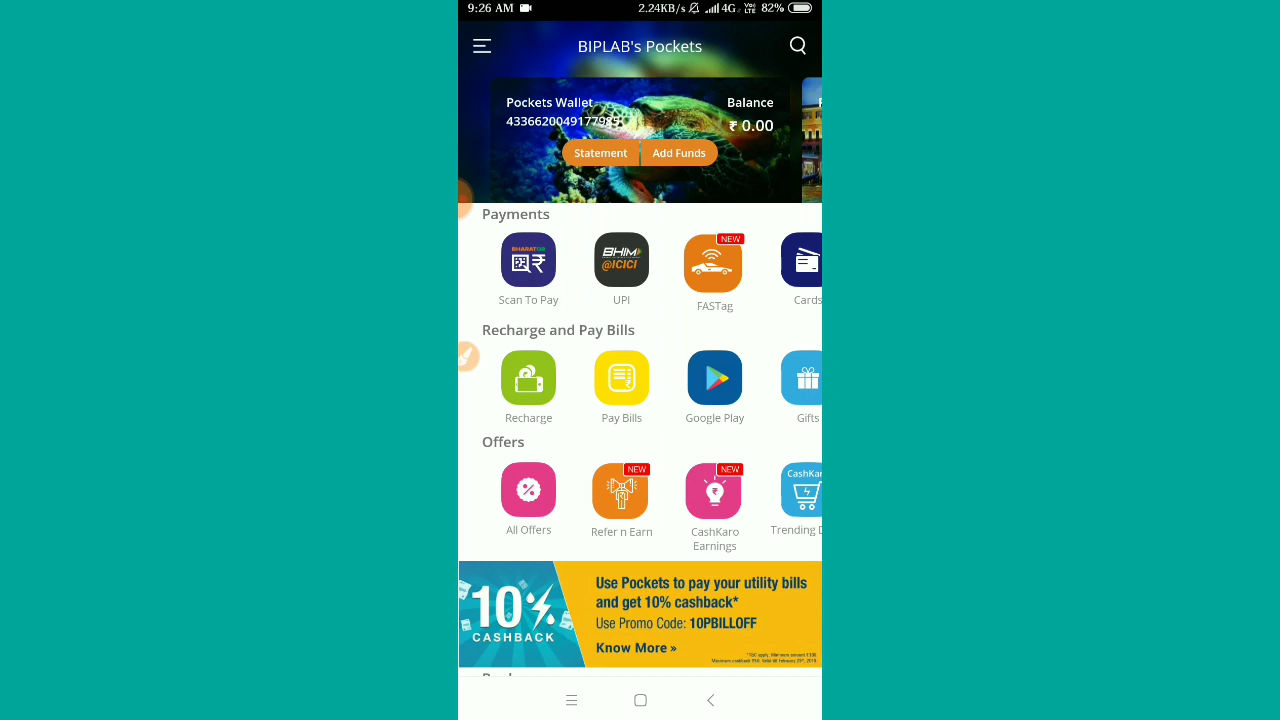 9:26 AM 2.24KB/s 4G VoLTE 82%
BIPLAB's Pockets
Pockets Wallet Balance
4336620049177985 ₹ 0.00
Statement Add Funds
Payments
BHARATQR BHIM NEW
@ICICI
Scan To Pay UPI FASTag Cards
Recharge and Pay Bills
Recharge Pay Bills Google Play Gifts
Offers
NEW NEW CashKar
All Offers Refer n Earn CashKaro Trending D
Earnings
10% Use Pockets to pay your utility bills
CASHBACK and get 10% cashback*
Use Promo Code: 10PBILLOFF
Know More »